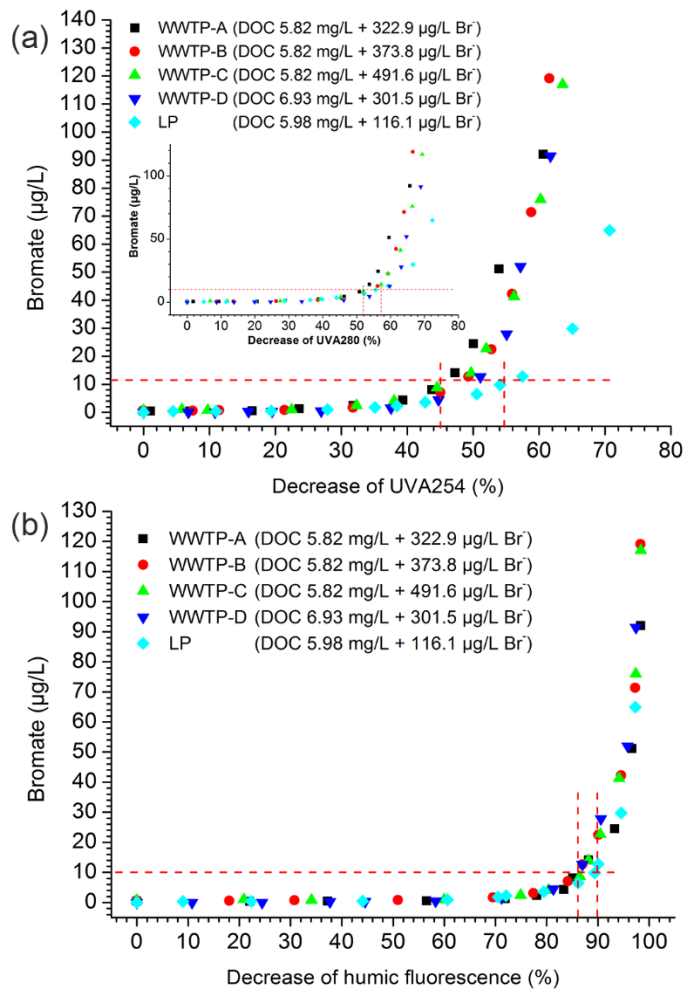 (a)
140
130
120
110
100
90
80
70
60
50
40
30
20
10
0
Bromate (µg/L)
WWTP-A (DOC 5.82 mg/L + 322.9 µg/L Br⁻)
WWTP-B (DOC 5.82 mg/L + 373.8 µg/L Br⁻)
WWTP-C (DOC 5.82 mg/L + 491.6 µg/L Br⁻)
WWTP-D (DOC 6.93 mg/L + 301.5 µg/L Br⁻)
LP (DOC 5.98 mg/L + 116.1 µg/L Br⁻)
Bromate (µg/L)
100
50
0
0 10 20 30 40 50 60 70 80
Decrease of UVA280 (%)
0 10 20 30 40 50 60 70 80
Decrease of UVA254 (%)
(b)
130
120
110
100
90
80
70
60
50
40
30
20
10
0
Bromate (µg/L)
WWTP-A (DOC 5.82 mg/L + 322.9 µg/L Br⁻)
WWTP-B (DOC 5.82 mg/L + 373.8 µg/L Br⁻)
WWTP-C (DOC 5.82 mg/L + 491.6 µg/L Br⁻)
WWTP-D (DOC 6.93 mg/L + 301.5 µg/L Br⁻)
LP (DOC 5.98 mg/L + 116.1 µg/L Br⁻)
0 10 20 30 40 50 60 70 80 90 100
Decrease of humic fluorescence (%)